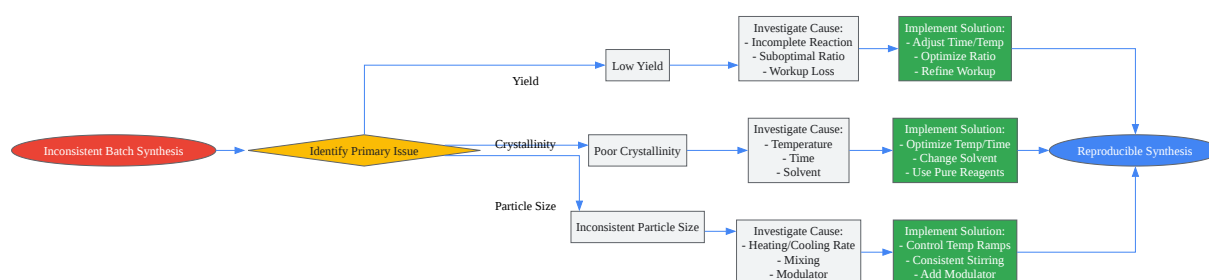 Inconsistent Batch Synthesis
Identify Primary Issue
Yield
Low Yield
Investigate Cause:
- Incomplete Reaction
- Suboptimal Ratio
- Workup Loss
Implement Solution:
- Adjust Time/Temp
- Optimize Ratio
- Refine Workup
Crystallinity
Poor Crystallinity
Investigate Cause:
- Temperature
- Time
- Solvent
Implement Solution:
- Optimize Temp/Time
- Change Solvent
- Use Pure Reagents
Particle Size
Inconsistent Particle Size
Investigate Cause:
- Heating/Cooling Rate
- Mixing
- Modulator
Implement Solution:
- Control Temp Ramps
- Consistent Stirring
- Add Modulator
Reproducible Synthesis